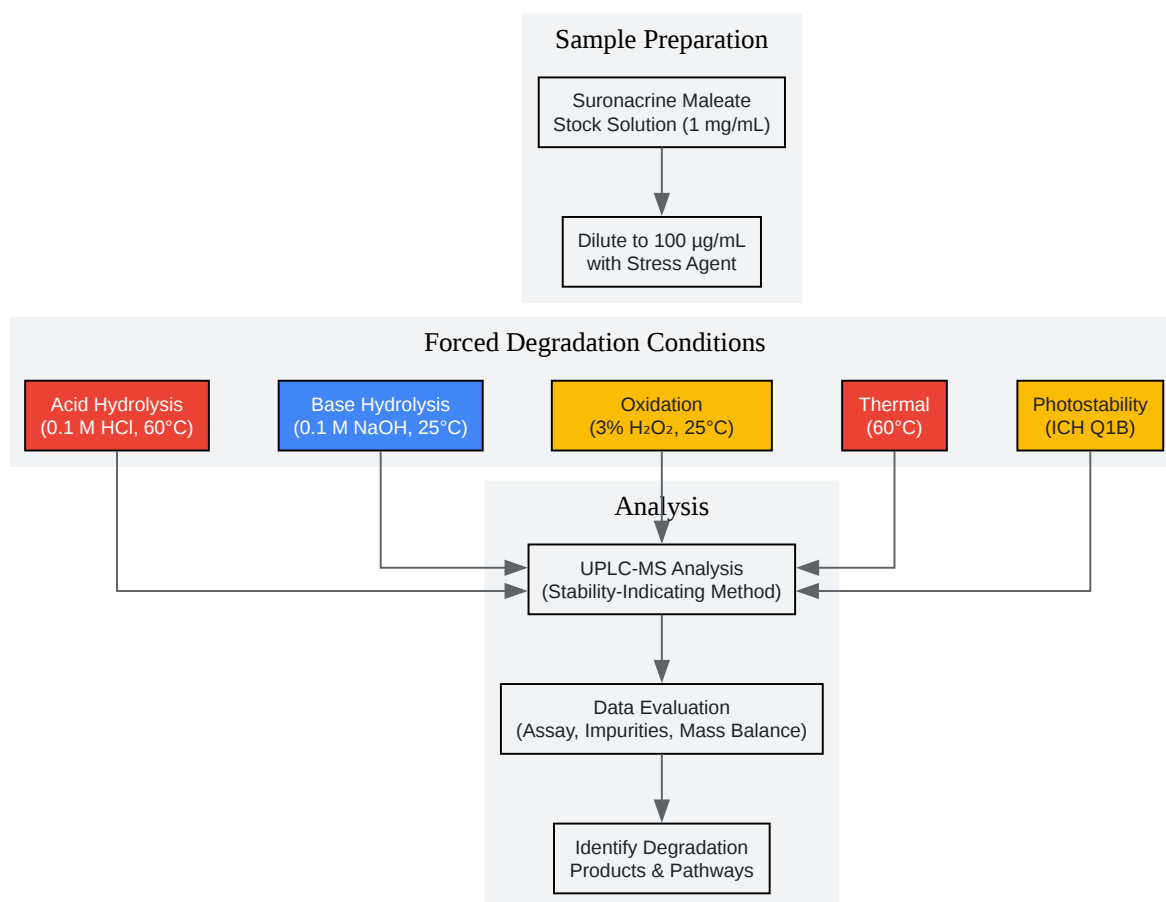 Sample Preparation
Suronacrine Maleate
Stock Solution (1 mg/mL)
Dilute to 100 µg/mL
with Stress Agent
Forced Degradation Conditions
Acid Hydrolysis
(0.1 M HCl, 60°C)
Base Hydrolysis
(0.1 M NaOH, 25°C)
Oxidation
(3% H₂O₂, 25°C)
Thermal
(60°C)
Photostability
(ICH Q1B)
Analysis
UPLC-MS Analysis
(Stability-Indicating Method)
Data Evaluation
(Assay, Impurities, Mass Balance)
Identify Degradation
Products & Pathways